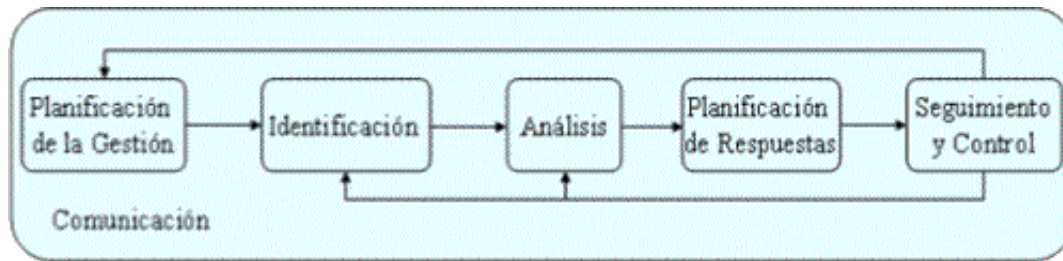 Planificación
de la Gestión
Identificación
Análisis
Planificación
de Respuestas
Seguimiento
y Control
Comunicación